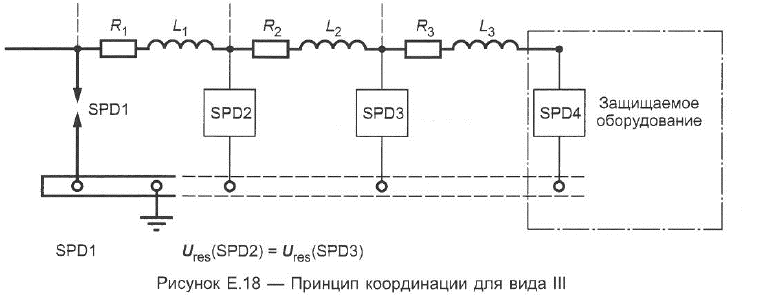 R1 L1 R2 L2 R3 L3
SPD1 SPD2 SPD3 SPD4 Защищаемое
оборудование
SPD1 Ures(SPD2) = Ures(SPD3)
Рисунок Е.18 — Принцип координации для вида III